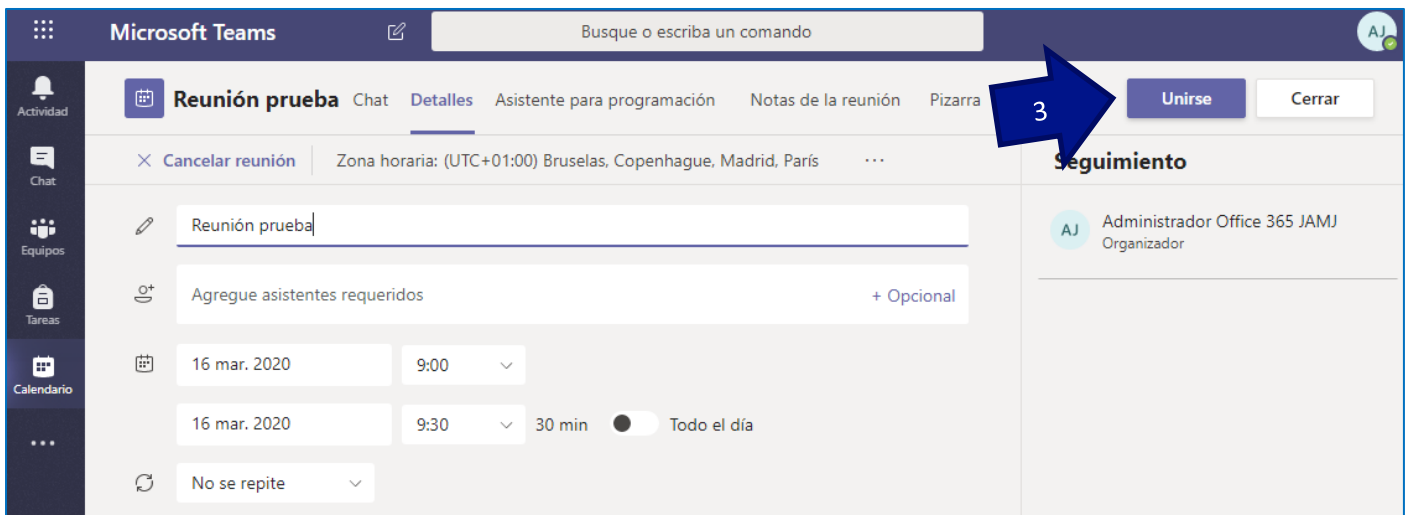 Microsoft Teams
Busque o escriba un comando
AJ
Actividad
Chat
Equipos
Tareas
Calendario
Reunión prueba Chat Detalles Asistente para programación Notas de la reunión Pizarra
3
Unirse Cerrar
Cancelar reunión Zona horaria: (UTC+01:00) Bruselas, Copenhague, Madrid, París ...
Reunión prueba
Agregue asistentes requeridos + Opcional
16 mar. 2020 9:00
16 mar. 2020 9:30 30 min Todo el día
No se repite
Seguimiento
AJ Administrador Office 365 JAMJ
Organizador